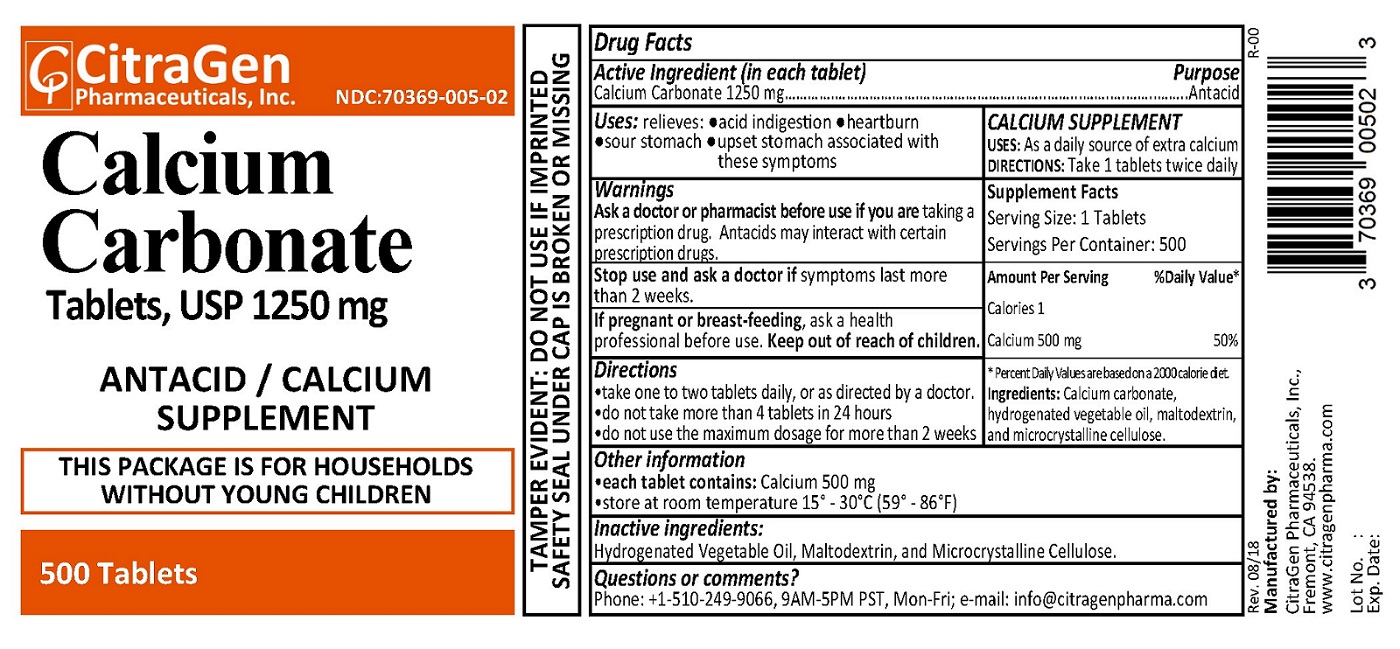 CitraGen
Pharmaceuticals, Inc.
NDC:70369-005-02
Calcium
Carbonate
Tablets, USP 1250 mg
ANTACID / CALCIUM
SUPPLEMENT
THIS PACKAGE IS FOR HOUSEHOLDS
WITHOUT YOUNG CHILDREN
500 Tablets
TAMPER EVIDENT: DO NOT USE IF IMPRINTED
SAFETY SEAL UNDER CAP IS BROKEN OR MISSING
Drug Facts
Active Ingredient (in each tablet) Purpose
Calcium Carbonate 1250 mg...Antacid
Uses: relieves: •acid indigestion •heartburn
•sour stomach •upset stomach associated with
these symptoms
Warnings
Ask a doctor or pharmacist before use if you are taking a
prescription drug. Antacids may interact with certain
prescription drugs.
Stop use and ask a doctor if symptoms last more
than 2 weeks.
If pregnant or breast-feeding, ask a health
professional before use. Keep out of reach of children.
Directions
•take one to two tablets daily, or as directed by a doctor.
•do not take more than 4 tablets in 24 hours
•do not use the maximum dosage for more than 2 weeks
CALCIUM SUPPLEMENT
USES: As a daily source of extra calcium
DIRECTIONS: Take 1 tablets twice daily
Supplement Facts
Serving Size: 1 Tablets
Servings Per Container: 500
Amount Per Serving %Daily Value*
Calories 1
Calcium 500 mg 50%
* Percent Daily Values are based on a 2000 calorie diet.
Ingredients: Calcium carbonate,
hydrogenated vegetable oil, maltodextrin,
and microcrystalline cellulose.
Other information
•each tablet contains: Calcium 500 mg
•store at room temperature 15° - 30°C (59° - 86°F)
Inactive ingredients:
Hydrogenated Vegetable Oil, Maltodextrin, and Microcrystalline Cellulose.
Questions or comments?
Phone: +1-510-249-9066, 9AM-5PM PST, Mon-Fri; e-mail: info@citragenpharma.com
R-00
Rev. 08/18
3 70369 00502 3
Manufactured by:
CitraGen Pharmaceuticals, Inc.,
Fremont, CA 94538.
www.citragenpharma.com
Lot No. :
Exp. Date: